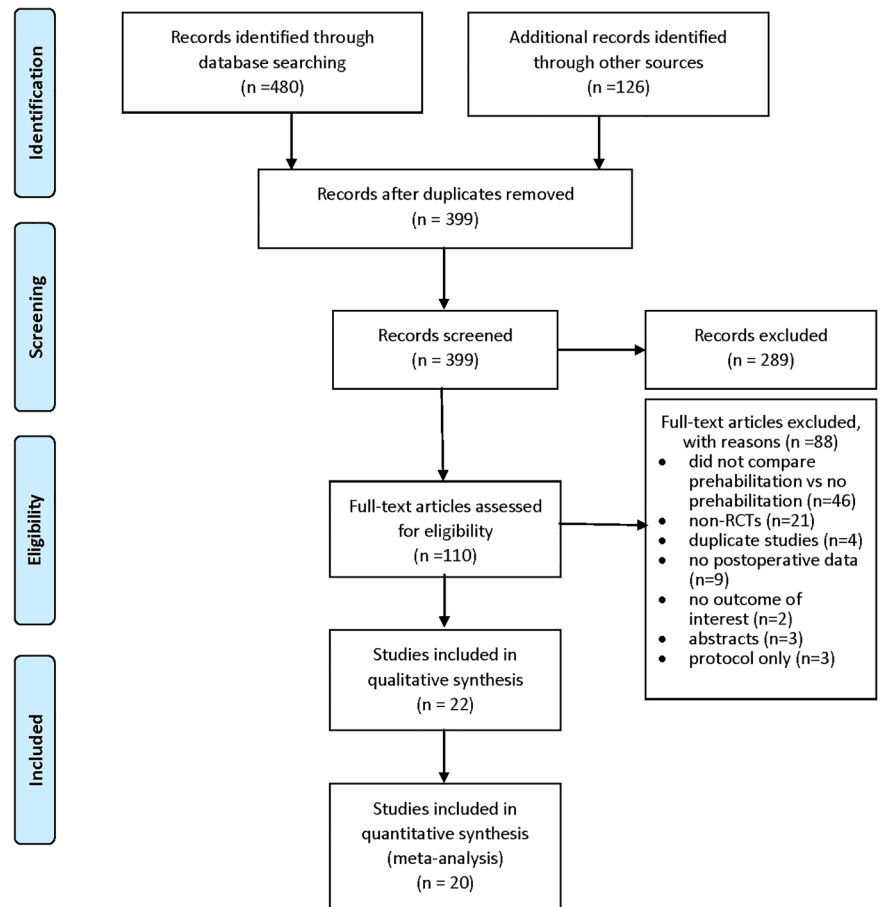 Identification
Records identified through
database searching
(n =480)
Additional records identified
through other sources
(n =126)
Records after duplicates removed
(n = 399)
Screening
Records screened
(n = 399)
Records excluded
(n = 289)
Eligibility
Full-text articles assessed
for eligibility
(n =110)
Full-text articles excluded,
with reasons (n =88)
• did not compare
prehabilitation vs no
prehabilitation (n=46)
• non-RCTs (n=21)
• duplicate studies (n=4)
• no postoperative data
(n=9)
• no outcome of
interest (n=2)
• abstracts (n=3)
• protocol only (n=3)
Included
Studies included in
qualitative synthesis
(n = 22)
Studies included in
quantitative synthesis
(meta-analysis)
(n = 20)